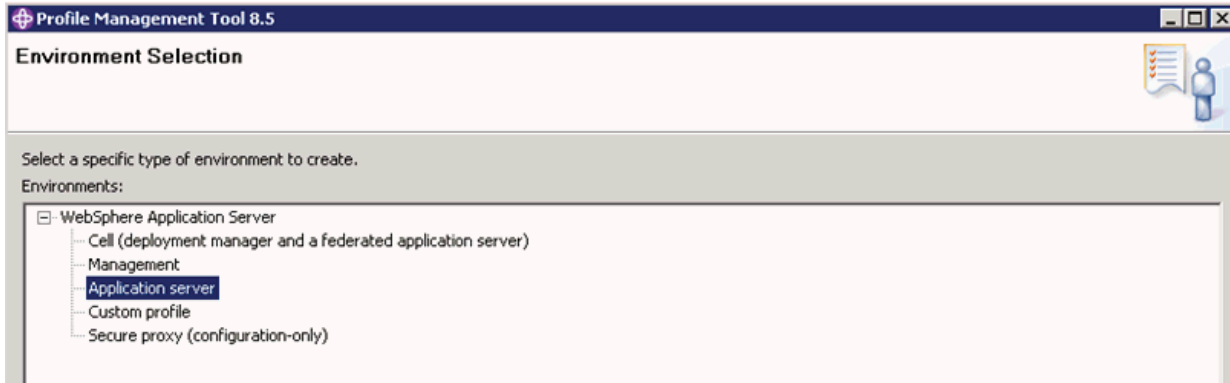 Profile Management Tool 8.5
Environment Selection
Select a specific type of environment to create.
Environments:
WebSphere Application Server
Cell (deployment manager and a federated application server)
Management
Application server
Custom profile
Secure proxy (configuration-only)